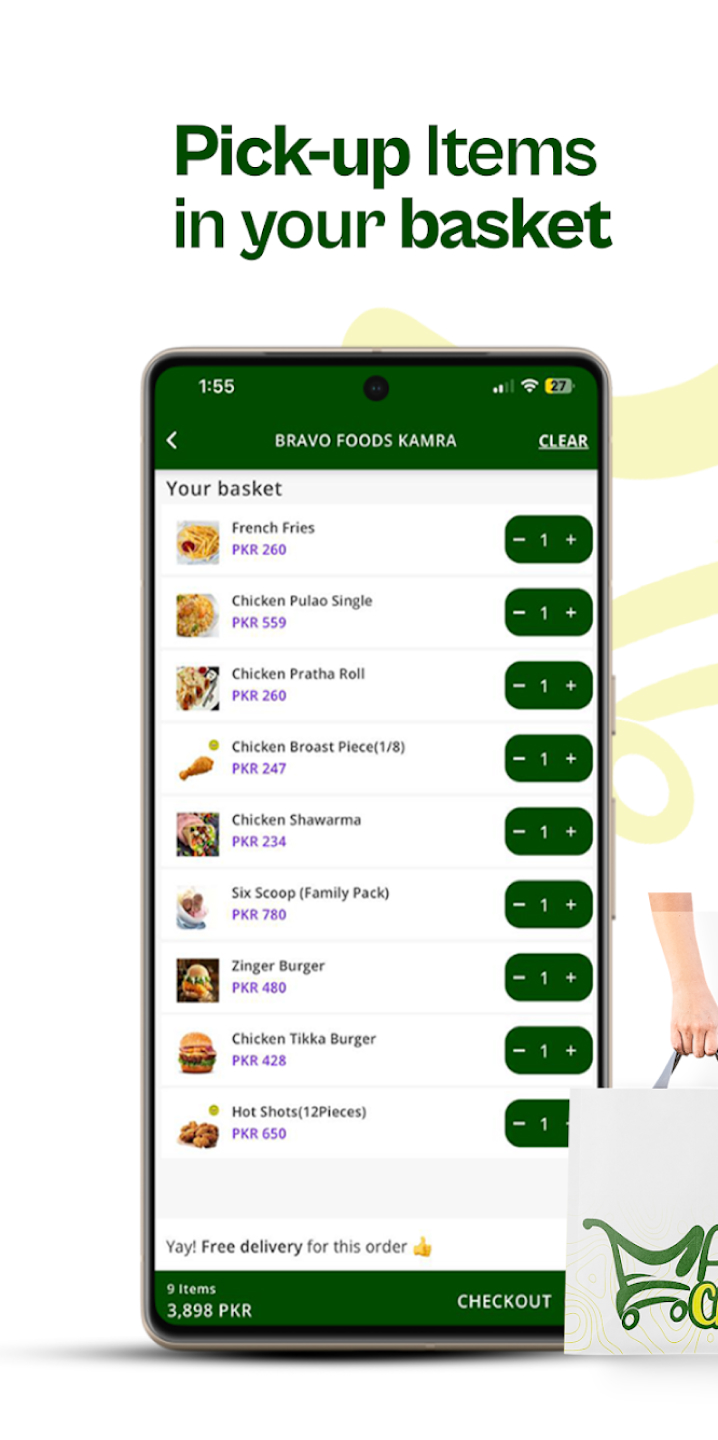 Pick-up Items
in your basket
1:55
27
BRAVO FOODS KAMRA
CLEAR
Your basket
French Fries
PKR 260
− 1 +
Chicken Pulao Single
PKR 559
− 1 +
Chicken Pratha Roll
PKR 260
− 1 +
Chicken Broast Piece(1/8)
PKR 247
− 1 +
Chicken Shawarma
PKR 234
− 1 +
Six Scoop (Family Pack)
PKR 780
− 1 +
Zinger Burger
PKR 480
− 1 +
Chicken Tikka Burger
PKR 428
− 1 +
Hot Shots(12Pieces)
PKR 650
− 1
Yay! Free delivery for this order 👍
9 Items
3,898 PKR
CHECKOUT